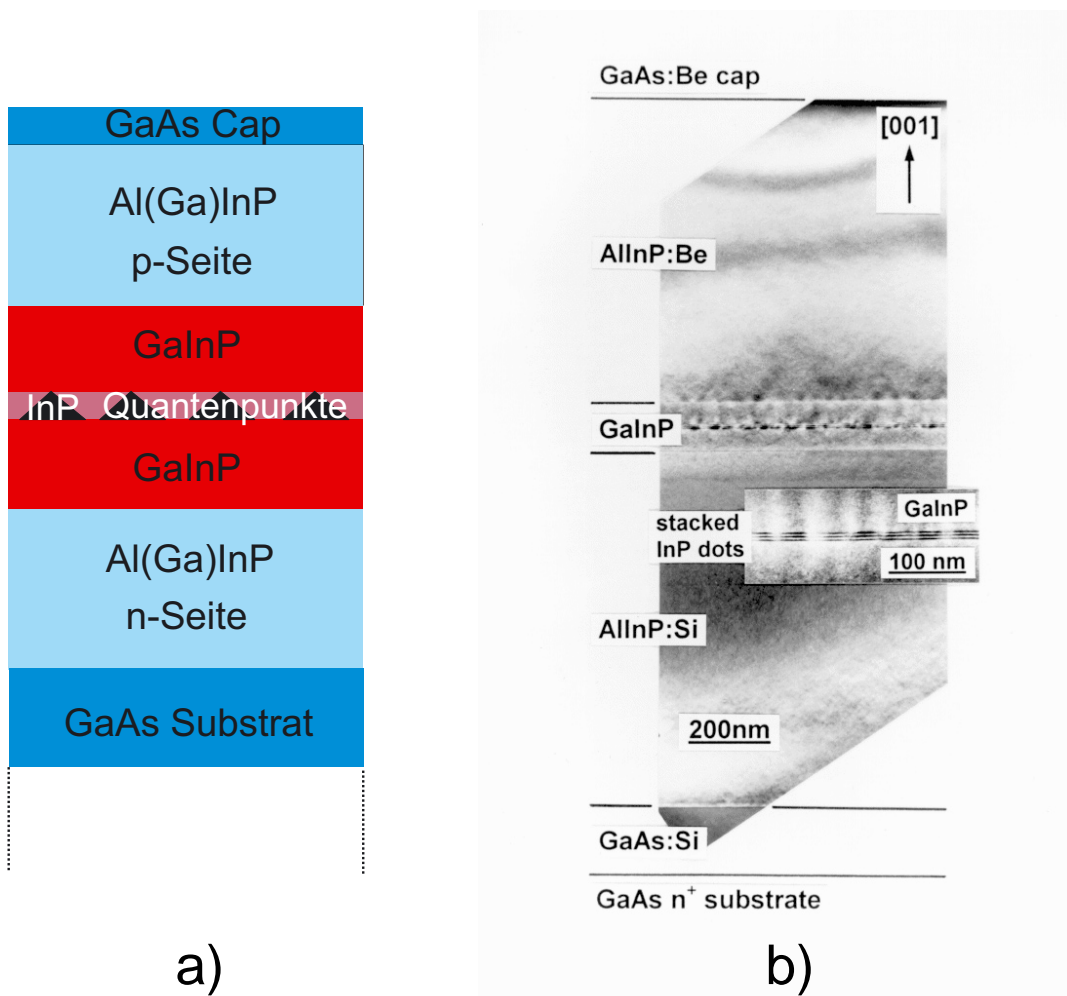 GaAs Cap
Al(Ga)InP
p-Seite
GaInP
InP Quantenpunkte
GaInP
Al(Ga)InP
n-Seite
GaAs Substrat
a)
GaAs:Be cap
[001]
AlInP:Be
GaInP
GaInP
stacked
InP dots
100 nm
AlInP:Si
200nm
GaAs:Si
GaAs n⁺ substrate
b)